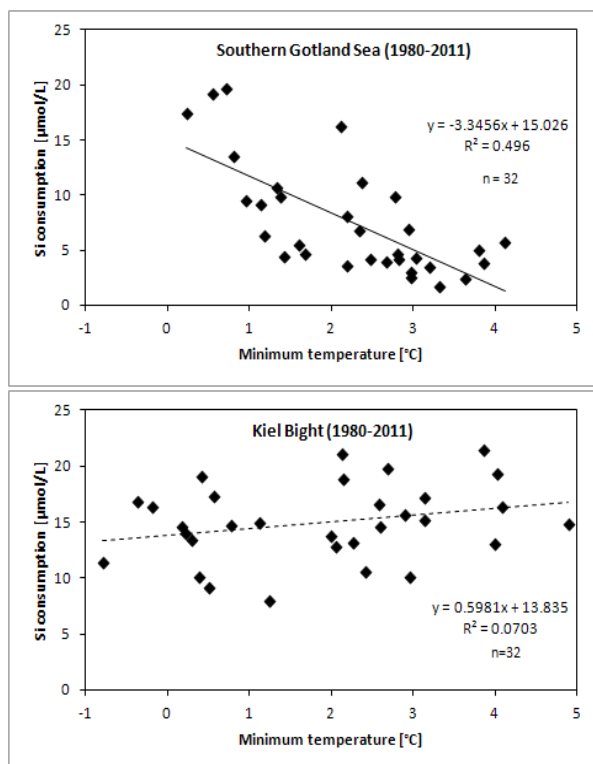 Southern Gotland Sea (1980-2011)
25
20
15
10
5
0
Si consumption [µmol/L]
y = -3.3456x + 15.026
R² = 0.496
n = 32
-1 0 1 2 3 4 5
Minimum temperature [°C]
Kiel Bight (1980-2011)
25
20
15
10
5
0
Si consumption [µmol/L]
y = 0.5981x + 13.835
R² = 0.0703
n=32
-1 0 1 2 3 4 5
Minimum temperature [°C]